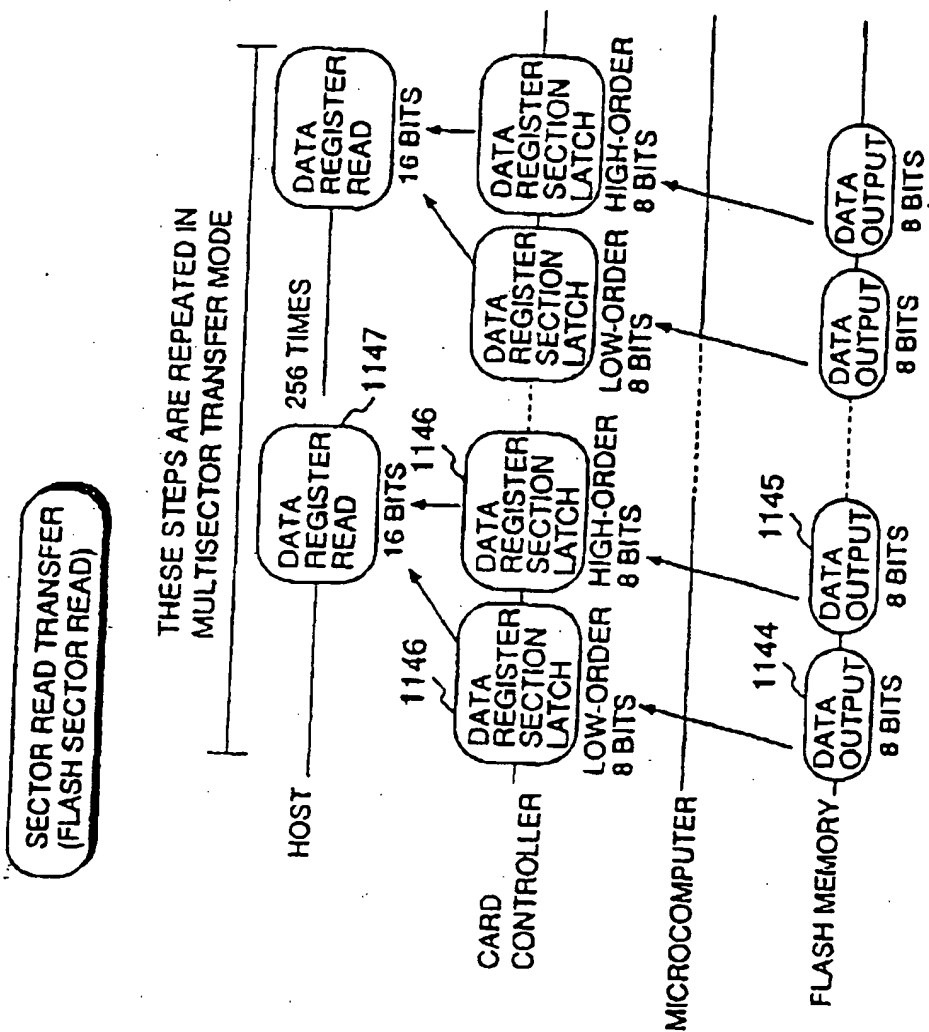 SECTOR READ TRANSFER
(FLASH SECTOR READ)
THESE STEPS ARE REPEATED IN
MULTISECTOR TRANSFER MODE
HOST
DATA
REGISTER
READ
1147
256 TIMES
DATA
REGISTER
READ
16 BITS
16 BITS
CARD
CONTROLLER
1146
DATA
REGISTER
SECTION
LATCH
LOW-ORDER
8 BITS
1146
DATA
REGISTER
SECTION
LATCH
HIGH-ORDER
8 BITS
DATA
REGISTER
SECTION
LATCH
LOW-ORDER
8 BITS
DATA
REGISTER
SECTION
LATCH
HIGH-ORDER
8 BITS
MICROCOMPUTER
FLASH MEMORY
1144
DATA
OUTPUT
8 BITS
1145
DATA
OUTPUT
8 BITS
DATA
OUTPUT
8 BITS
DATA
OUTPUT
8 BITS